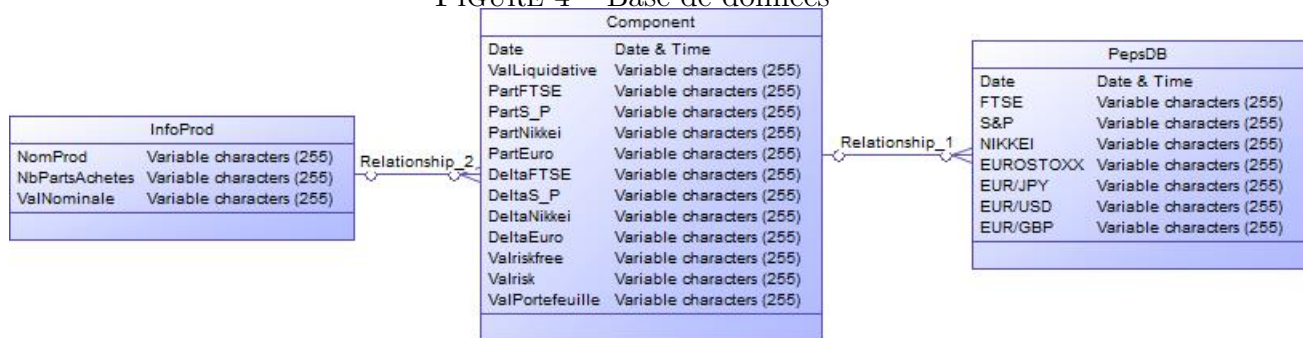 FIGURE 4 – Base de données
Component
Date Date & Time
ValLiquidative Variable characters (255)
PartFTSE Variable characters (255)
PartS_P Variable characters (255)
PartNikkei Variable characters (255)
PartEuro Variable characters (255)
DeltaFTSE Variable characters (255)
DeltaS_P Variable characters (255)
DeltaNikkei Variable characters (255)
DeltaEuro Variable characters (255)
Valriskfree Variable characters (255)
Valrisk Variable characters (255)
ValPortefeuille Variable characters (255)
InfoProd
NomProd Variable characters (255)
NbPartsAchetes Variable characters (255)
ValNominale Variable characters (255)
Relationship_2
Relationship_1
PepsDB
Date Date & Time
FTSE Variable characters (255)
S&P Variable characters (255)
NIKKEI Variable characters (255)
EUROSTOXX Variable characters (255)
EUR/JPY Variable characters (255)
EUR/USD Variable characters (255)
EUR/GBP Variable characters (255)